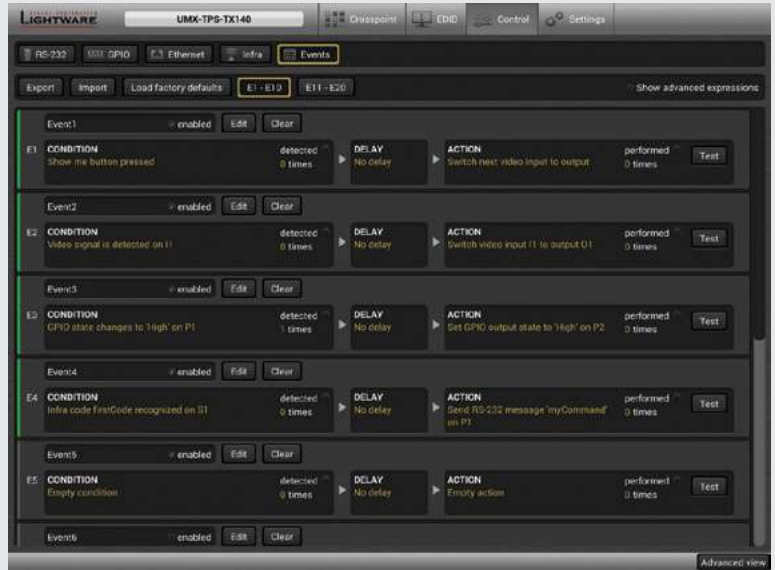 LIGHTWARE
UMX-TPS-TX140
Crosspoint
EDID
Control
Settings
RS-232
GPIO
Ethernet
Infra
Events
Export
Import
Load factory defaults
E1 - E10
E11 - E20
Show advanced expressions
Event1
enabled
Edit
Clear
E1
CONDITION
Show me button pressed
detected
0 times
DELAY
No delay
ACTION
Switch next video input to output
performed
0 times
Test
Event2
enabled
Edit
Clear
E2
CONDITION
Video signal is detected on I1
detected
0 times
DELAY
No delay
ACTION
Switch video input I1 to output O1
performed
0 times
Test
Event3
enabled
Edit
Clear
E3
CONDITION
GPIO state changes to 'High' on P1
detected
1 times
DELAY
No delay
ACTION
Set GPIO output state to 'High' on P2
performed
0 times
Test
Event4
enabled
Edit
Clear
E4
CONDITION
Infra code firstCode recognized on S1
detected
0 times
DELAY
No delay
ACTION
Send RS-232 message 'myCommand'
on P1
performed
0 times
Test
Event5
enabled
Edit
Clear
E5
CONDITION
Empty condition
detected
0 times
DELAY
No delay
ACTION
Empty action
performed
0 times
Test
Event6
enabled
Edit
Clear
Advanced view